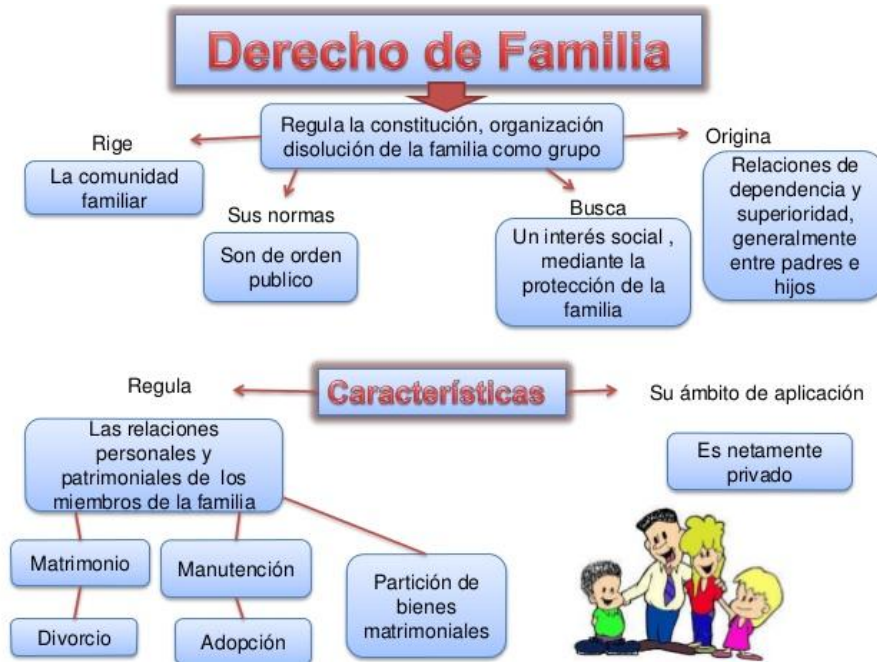 Derecho de Familia
Regula la constitución, organización
disolución de la familia como grupo
Rige
La comunidad
familiar
Sus normas
Son de orden
publico
Busca
Un interés social ,
mediante la
protección de la
familia
Origina
Relaciones de
dependencia y
superioridad,
generalmente
entre padres e
hijos
Características
Regula
Las relaciones
personales y
patrimoniales de los
miembros de la familia
Matrimonio
Divorcio
Manutención
Adopción
Partición de
bienes
matrimoniales
Su ámbito de aplicación
Es netamente
privado